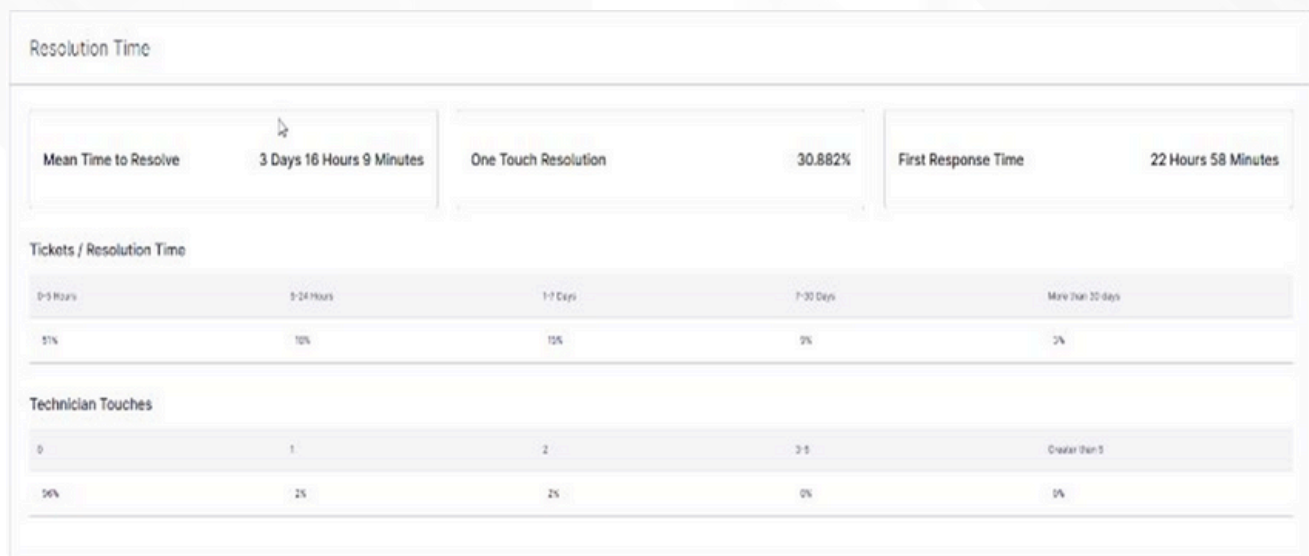 Resolution Time
Mean Time to Resolve 3 Days 16 Hours 9 Minutes One Touch Resolution 30.882% First Response Time 22 Hours 58 Minutes
Tickets / Resolution Time
0-5 Hours 5-24 Hours 1-7 Days 7-30 Days More than 30 days
Technician Touches
0 1 2 3-5 Greater than 5
2% 2% 0% 0%